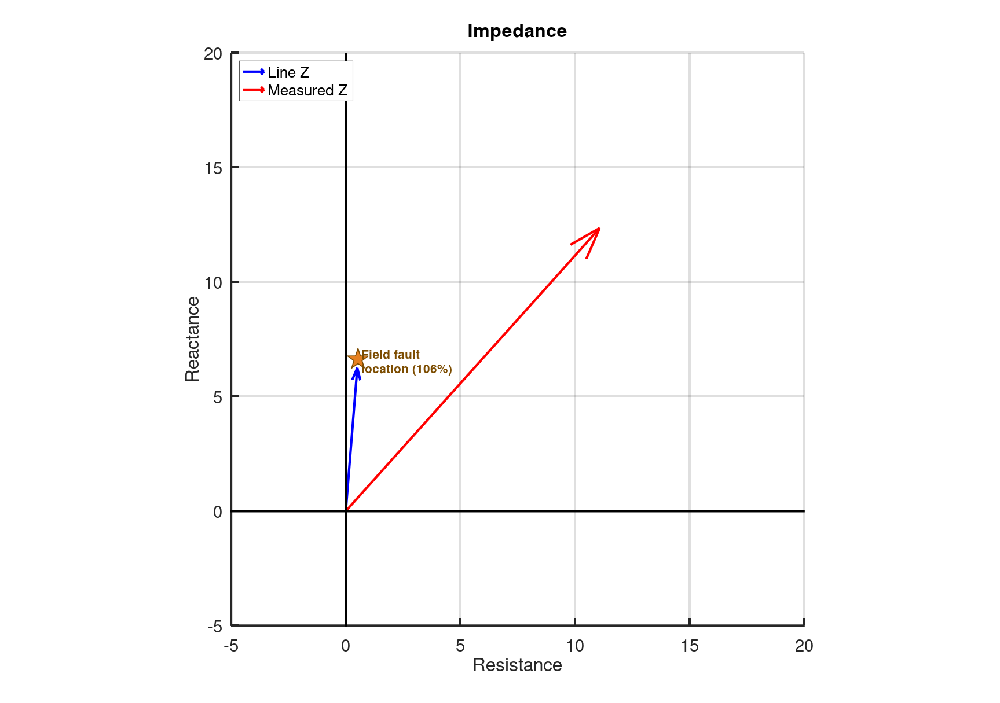 Impedance
20
Line Z
Measured Z
15
10
Reactance
Field fault
location (106%)
5
0
-5
-5 0 5 10 15 20
Resistance